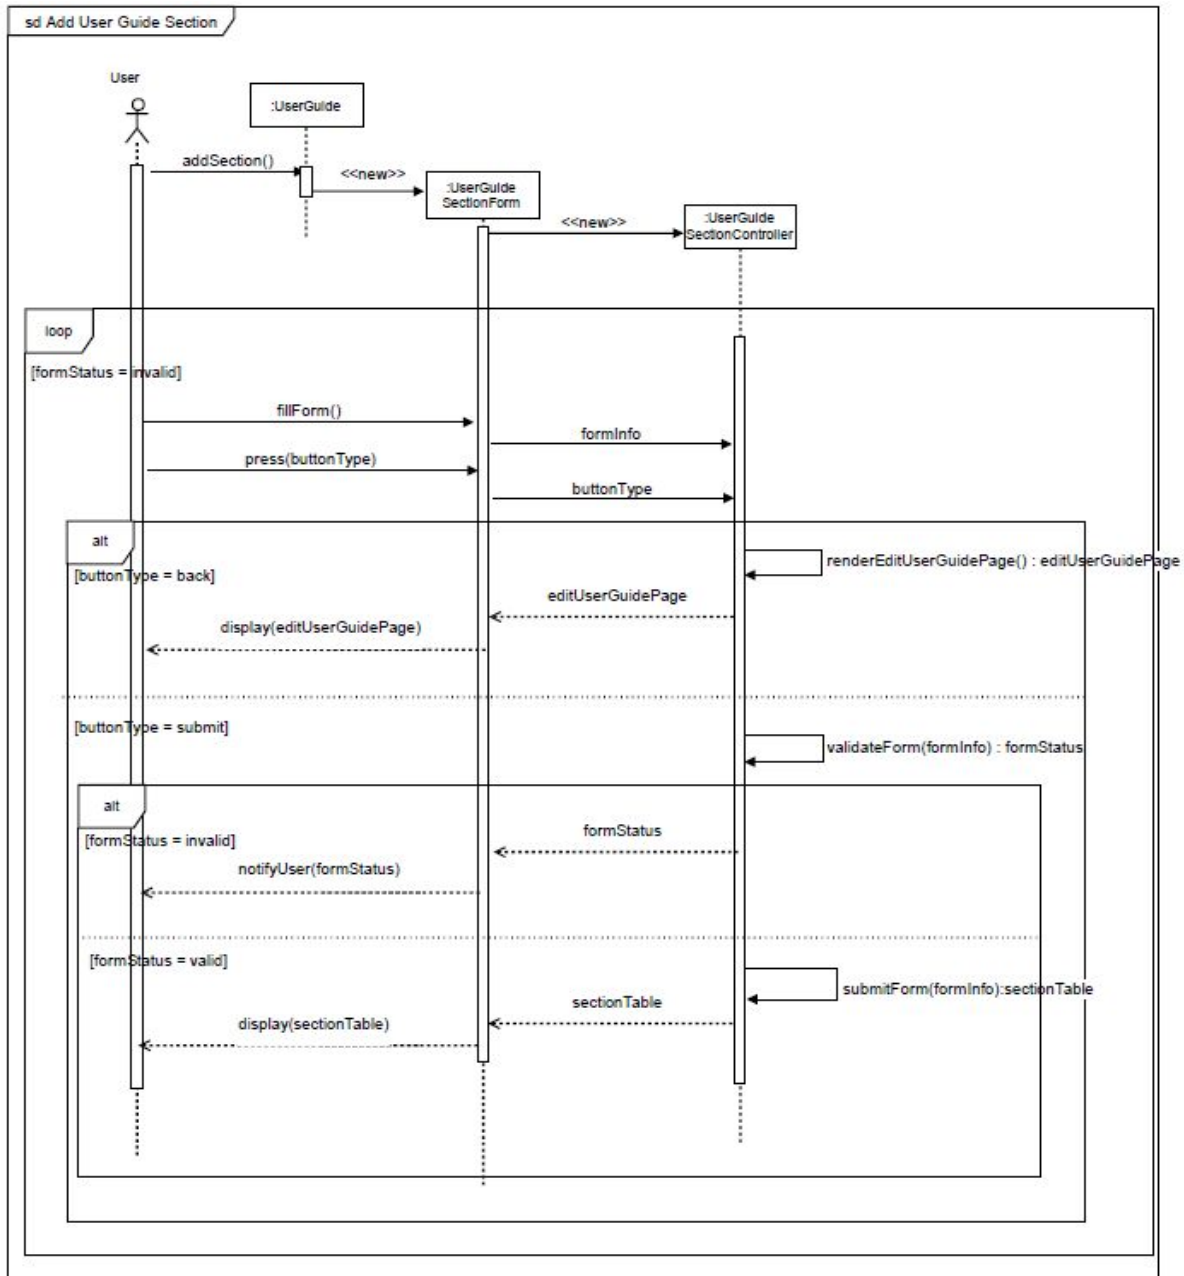 sd Add User Guide Section
User
:UserGuide
addSection()
<<new>>
:UserGuide
SectionForm
<<new>>
:UserGuide
SectionController
loop
[formStatus = invalid]
fillForm()
formInfo
press(buttonType)
buttonType
alt
[buttonType = back]
renderEditUserGuidePage() : editUserGuidePage
editUserGuidePage
display(editUserGuidePage)
[buttonType = submit]
validateForm(formInfo) : formStatus
alt
[formStatus = invalid]
formStatus
notifyUser(formStatus)
[formStatus = valid]
submitForm(formInfo):sectionTable
sectionTable
display(sectionTable)